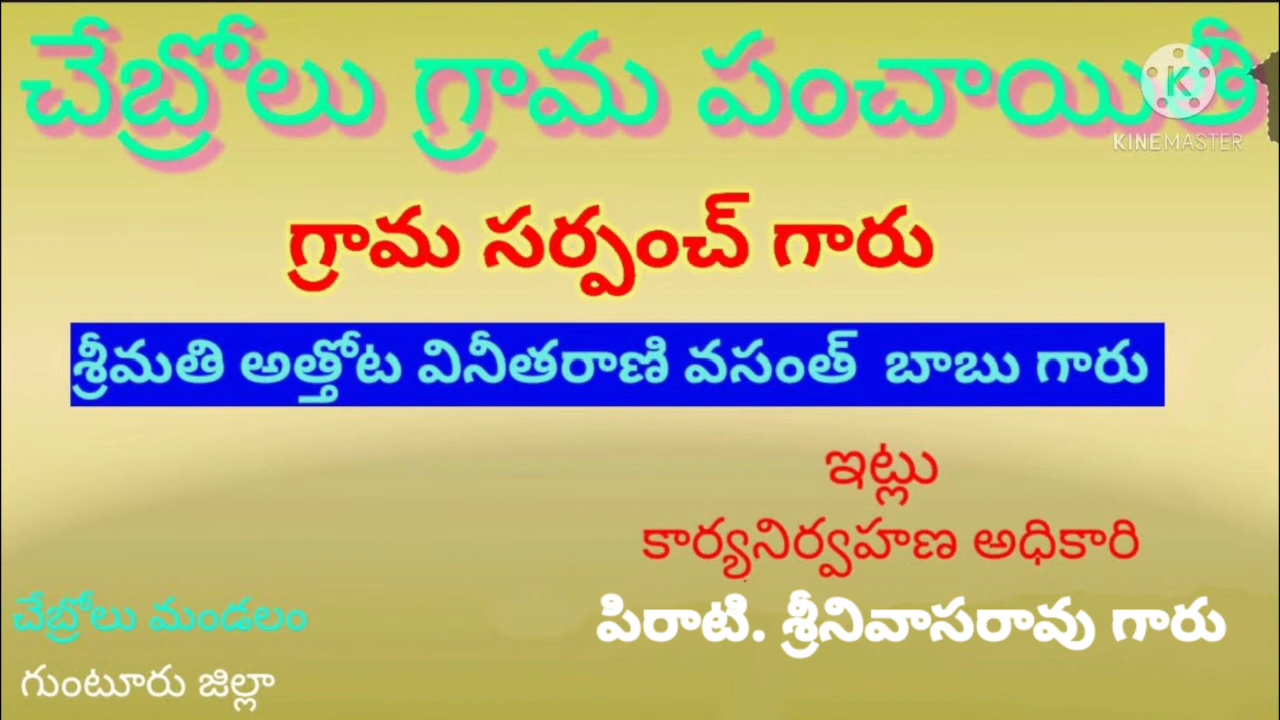 చేబ్రోలు గ్రామ పంచాయితీ
KINEMASTER
గ్రామ సర్పంచ్ గారు
శ్రీమతి అత్తోట వినీతరాణి వసంత్ బాబు గారు
ఇట్లు
కార్యనిర్వహణ అధికారి
పిరాటి. శ్రీనివాసరావు గారు
చేబ్రోలు మండలం
గుంటూరు జిల్లా